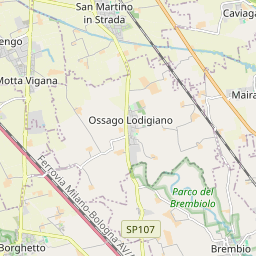 San Martino
in Strada
Caviaga
engo
Motta Vigana
Maira
Ossago Lodigiano
Ferrovia Milano-Bologna AV/
Parco del
Brembiolo
SP107
Borghetto
Brembio